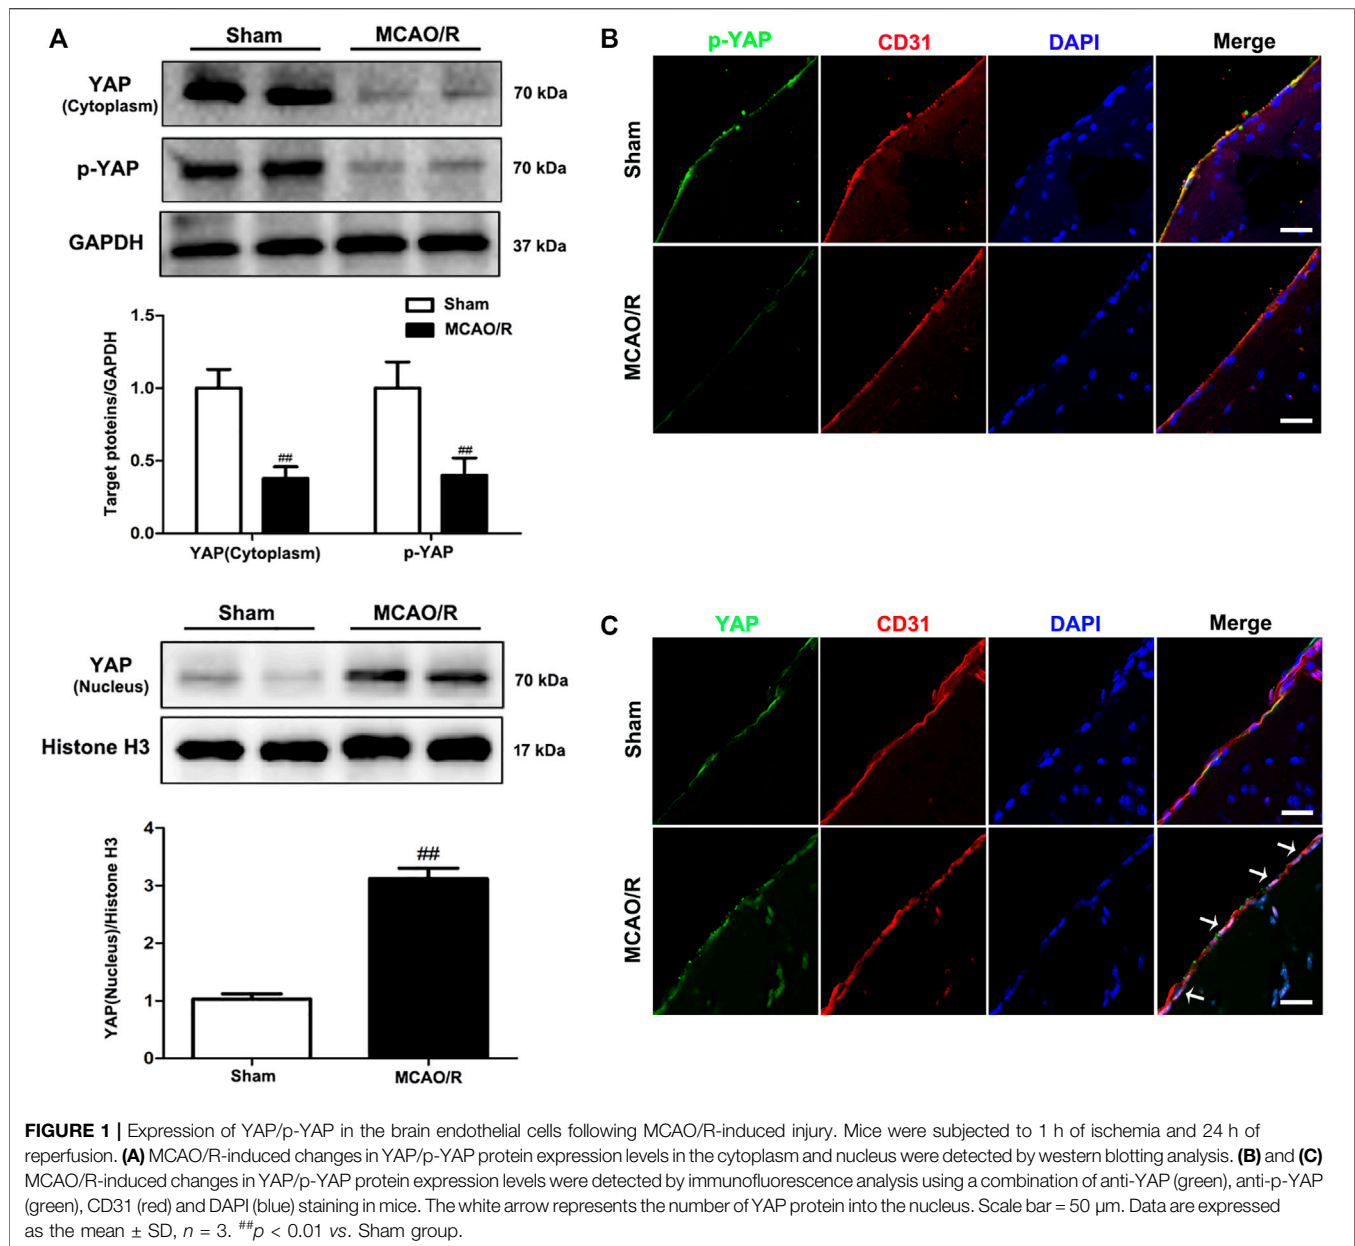 A
Sham MCAO/R
YAP
(Cytoplasm)
70 kDa
p-YAP
70 kDa
GAPDH
37 kDa
Sham
MCAO/R
Target ptoteins/GAPDH
1.5
1.0
0.5
0.0
##
##
YAP(Cytoplasm) p-YAP
Sham MCAO/R
YAP
(Nucleus)
70 kDa
Histone H3
17 kDa
YAP(Nucleus)/Histone H3
4
3
2
1
0
##
Sham MCAO/R
B
p-YAP CD31 DAPI Merge
Sham
MCAO/R
C
YAP CD31 DAPI Merge
Sham
MCAO/R
FIGURE 1 | Expression of YAP/p-YAP in the brain endothelial cells following MCAO/R-induced injury. Mice were subjected to 1 h of ischemia and 24 h of
reperfusion. (A) MCAO/R-induced changes in YAP/p-YAP protein expression levels in the cytoplasm and nucleus were detected by western blotting analysis. (B) and (C)
MCAO/R-induced changes in YAP/p-YAP protein expression levels were detected by immunofluorescence analysis using a combination of anti-YAP (green), anti-p-YAP
(green), CD31 (red) and DAPI (blue) staining in mice. The white arrow represents the number of YAP protein into the nucleus. Scale bar = 50 μm. Data are expressed
as the mean ± SD, n = 3. ##p < 0.01 vs. Sham group.